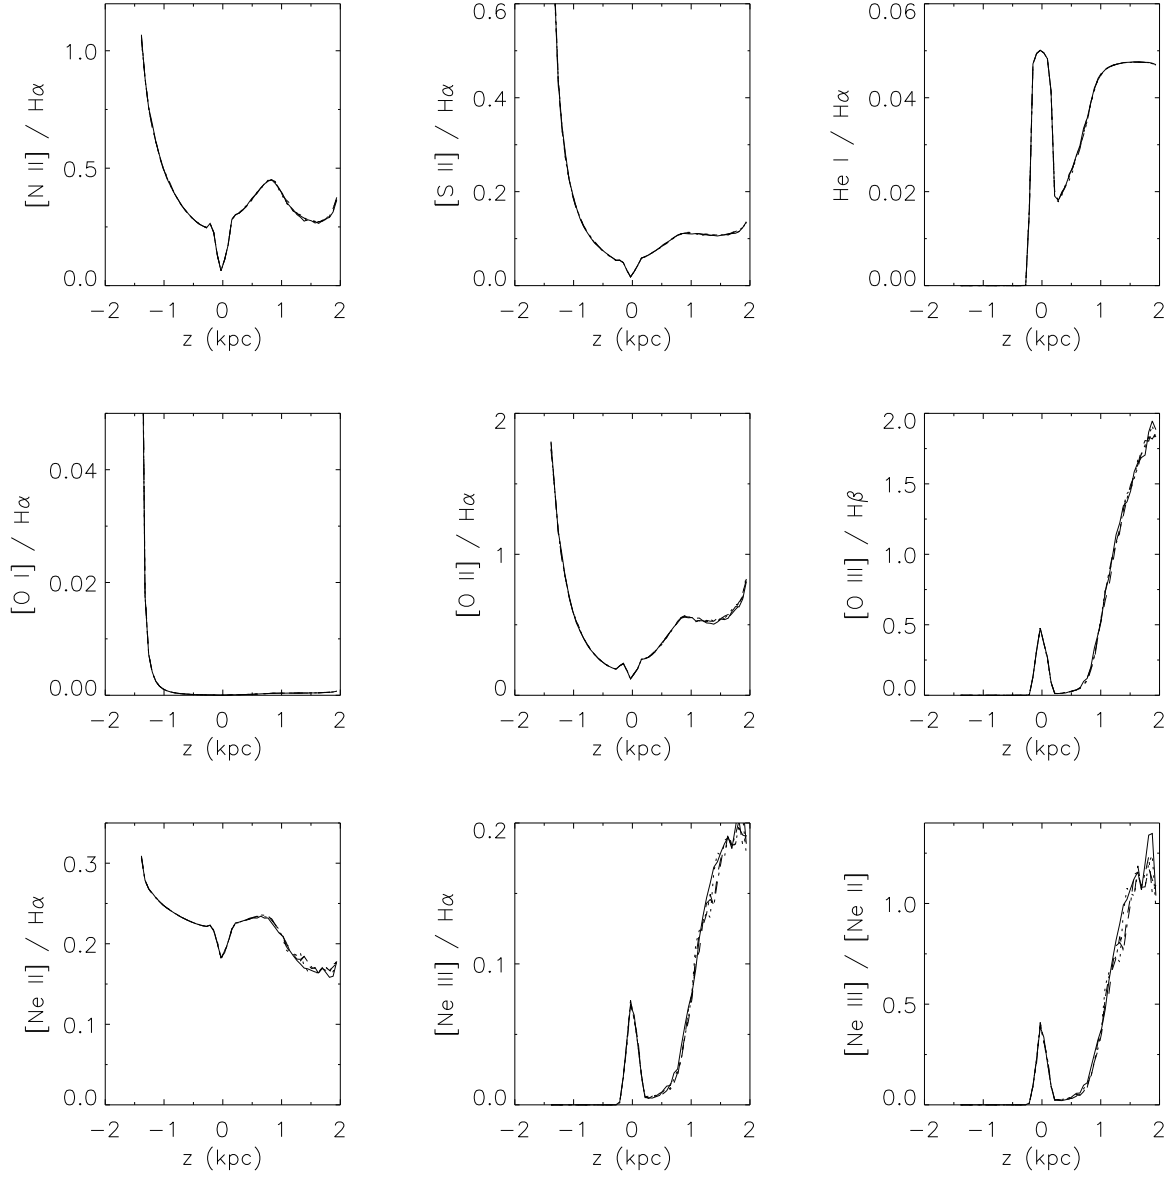 [N II] / Hα
1.0
0.5
0.0
−2 −1 0 1 2
z (kpc)
[S II] / Hα
0.6
0.4
0.2
0.0
−2 −1 0 1 2
z (kpc)
He I / Hα
0.06
0.04
0.02
0.00
−2 −1 0 1 2
z (kpc)
[O I] / Hα
0.04
0.02
0.00
−2 −1 0 1 2
z (kpc)
[O II] / Hα
2
1
0
−2 −1 0 1 2
z (kpc)
[O III] / Hβ
2.0
1.5
1.0
0.5
0.0
−2 −1 0 1 2
z (kpc)
[Ne II] / Hα
0.3
0.2
0.1
0.0
−2 −1 0 1 2
z (kpc)
[Ne III] / Hα
0.2
0.1
0.0
−2 −1 0 1 2
z (kpc)
[Ne III] / [Ne II]
1.0
0.5
0.0
−2 −1 0 1 2
z (kpc)